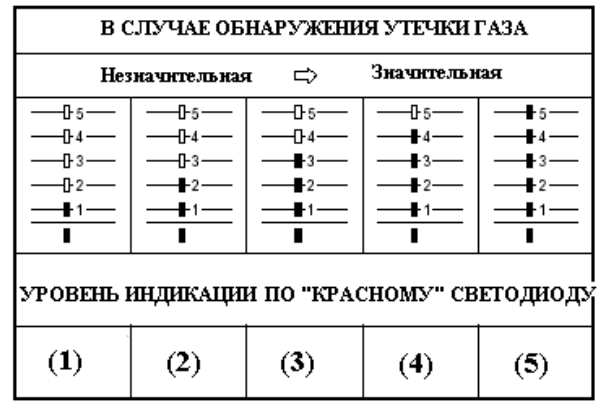 В СЛУЧАЕ ОБНАРУЖЕНИЯ УТЕЧКИ ГАЗА
Незначительная ⇨ Значительная
5 5 5 5 5
4 4 4 4 4
3 3 3 3 3
2 2 2 2 2
1 1 1 1 1
УРОВЕНЬ ИНДИКАЦИИ ПО "КРАСНОМУ" СВЕТОДИОДУ
(1) (2) (3) (4) (5)